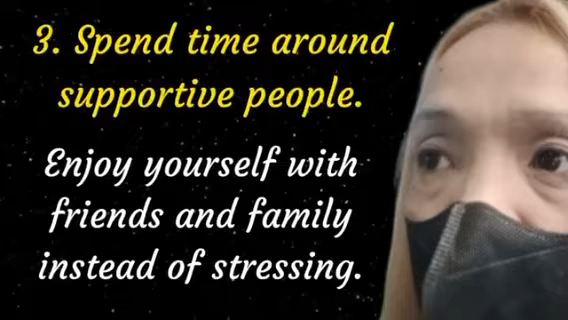 3. Spend time around
supportive people.
Enjoy yourself with
friends and family
instead of stressing.